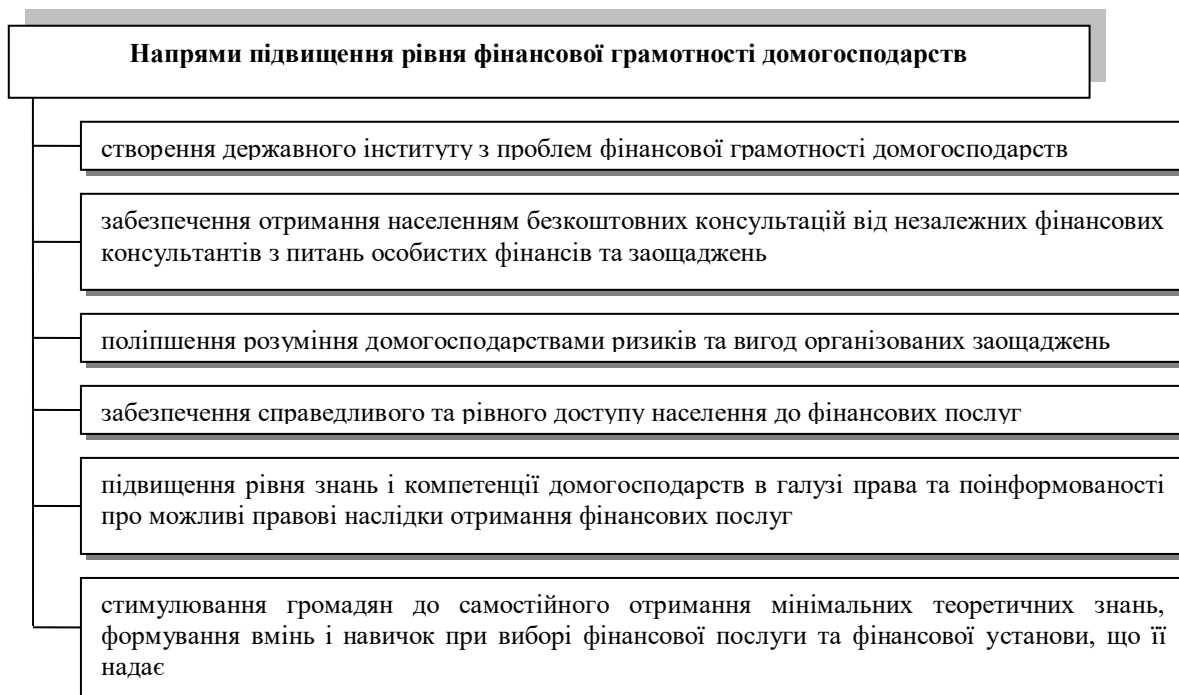 Напрями підвищення рівня фінансової грамотності домогосподарств
створення державного інституту з проблем фінансової грамотності домогосподарств
забезпечення отримання населенням безкоштовних консультацій від незалежних фінансових
консультантів з питань особистих фінансів та заощаджень
поліпшення розуміння домогосподарствами ризиків та вигод організованих заощаджень
забезпечення справедливого та рівного доступу населення до фінансових послуг
підвищення рівня знань і компетенції домогосподарств в галузі права та поінформованості
про можливі правові наслідки отримання фінансових послуг
стимулювання громадян до самостійного отримання мінімальних теоретичних знань,
формування вмінь і навичок при виборі фінансової послуги та фінансової установи, що її
надає